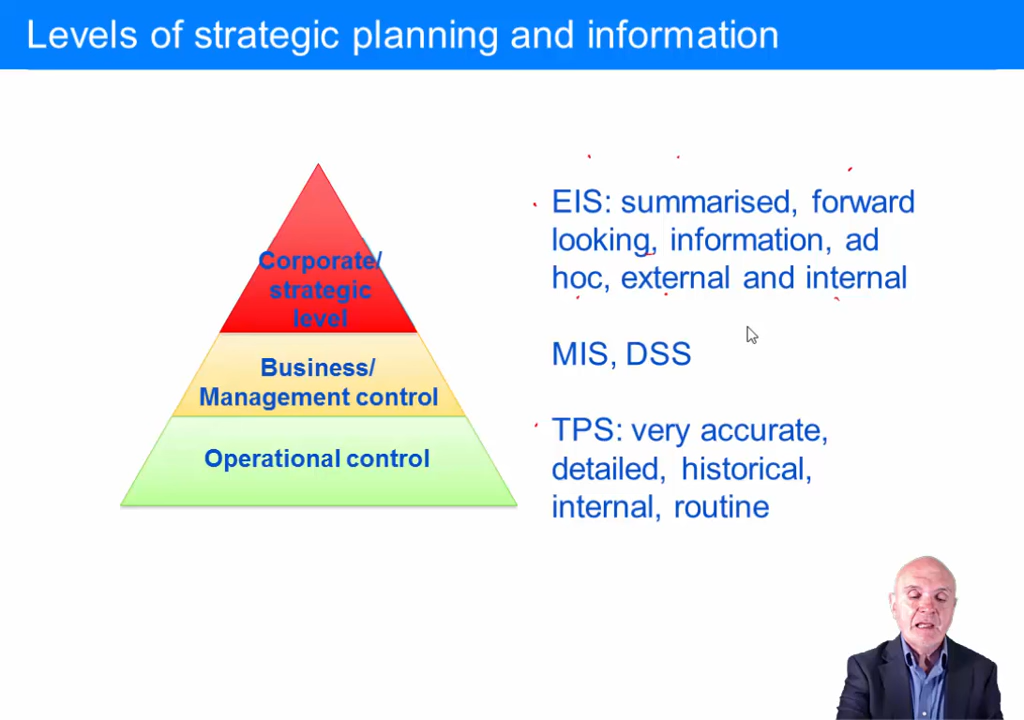 Levels of strategic planning and information
Corporate/
strategic
level
Business/
Management control
Operational control
EIS: summarised, forward
looking, information, ad
hoc, external and internal
MIS, DSS
TPS: very accurate,
detailed, historical,
internal, routine